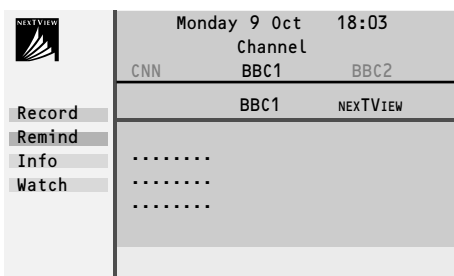 NEXTVIEW
Monday 9 Oct 18:03
Channel
CNN BBC1 BBC2
BBC1 NEXTVIEW
Record
Remind
Info
Watch
........
........
........